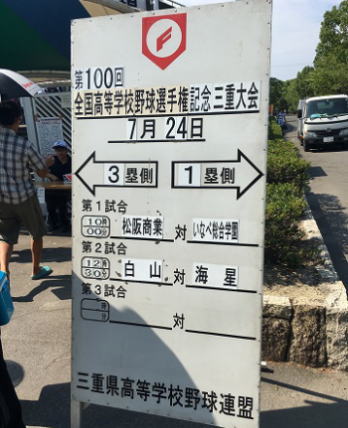 第100回
全国高等学校野球選手権記念三重大会
7月24日
3塁側 1塁側
第1試合
10時00分 松阪商業 対 いなべ総合学園
第2試合
12時30分 白山 対 海星
第3試合
時分 対
三重県高等学校野球連盟